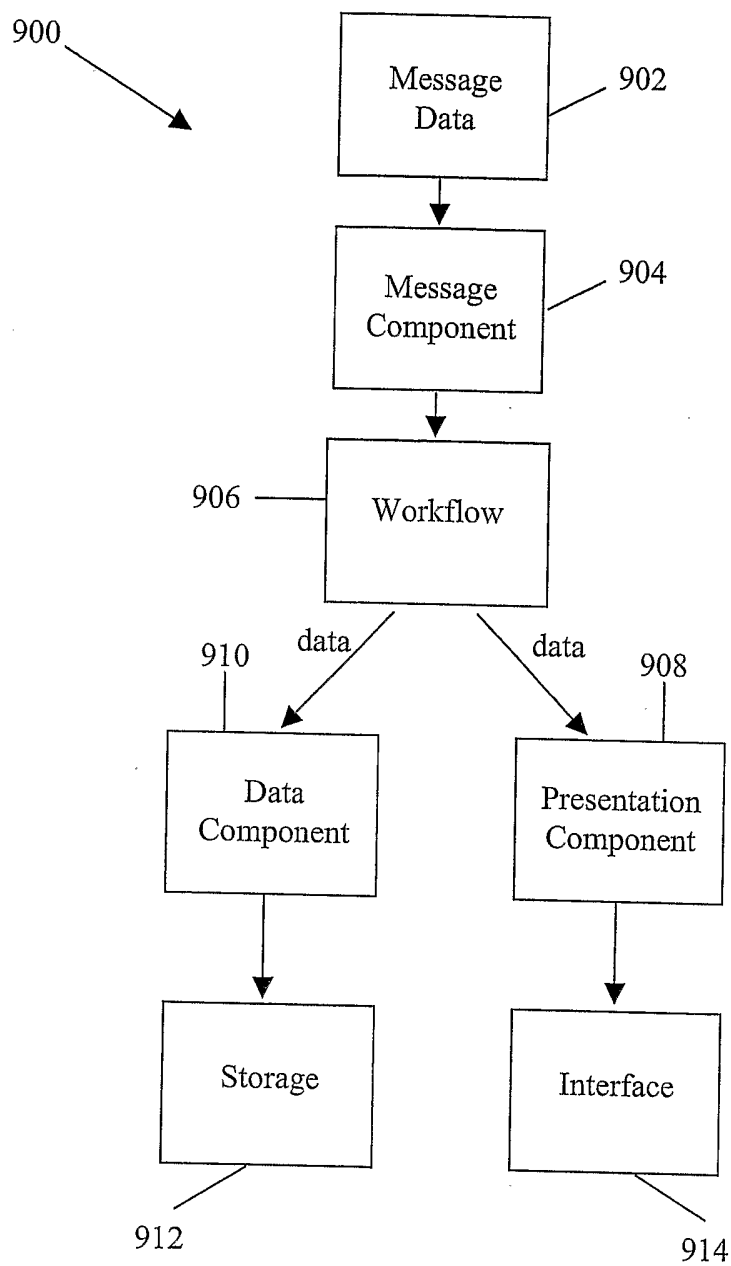 900
Message
Data
902
Message
Component
904
906
Workflow
data
data
910
908
Data
Component
Presentation
Component
Storage
Interface
912
914